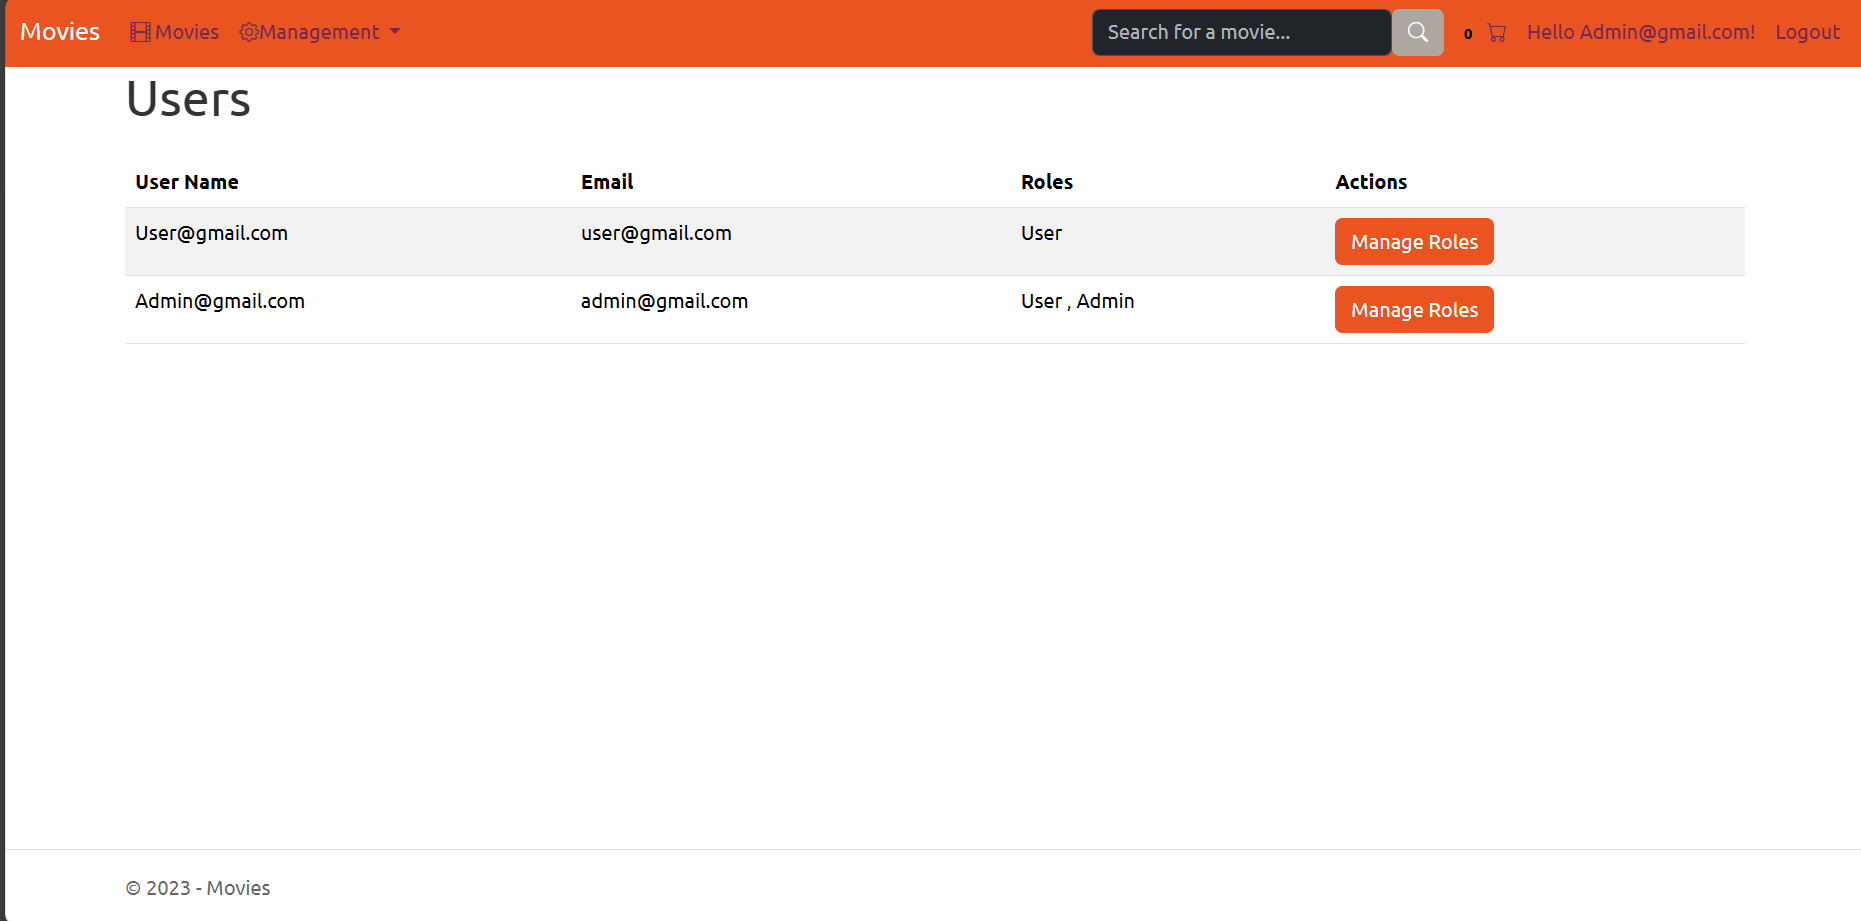 Movies Movies Management Search for a movie... 0 Hello Admin@gmail.com! Logout
Users
User Name Email Roles Actions
User@gmail.com user@gmail.com User Manage Roles
Admin@gmail.com admin@gmail.com User , Admin Manage Roles
© 2023 - Movies